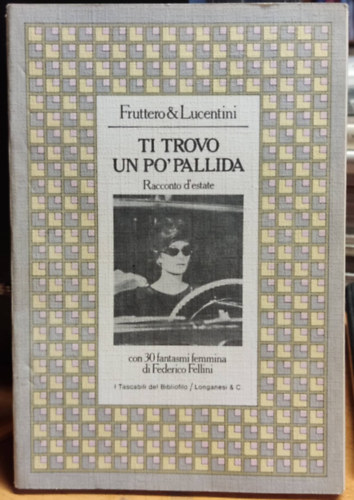 Fruttero & Lucentini
TI TROVO
UN PO' PALLIDA
Racconto d'estate
con 30 fantasmi femmina
di Federico Fellini
I Tascabili del Bibliofilo / Longanesi & C.